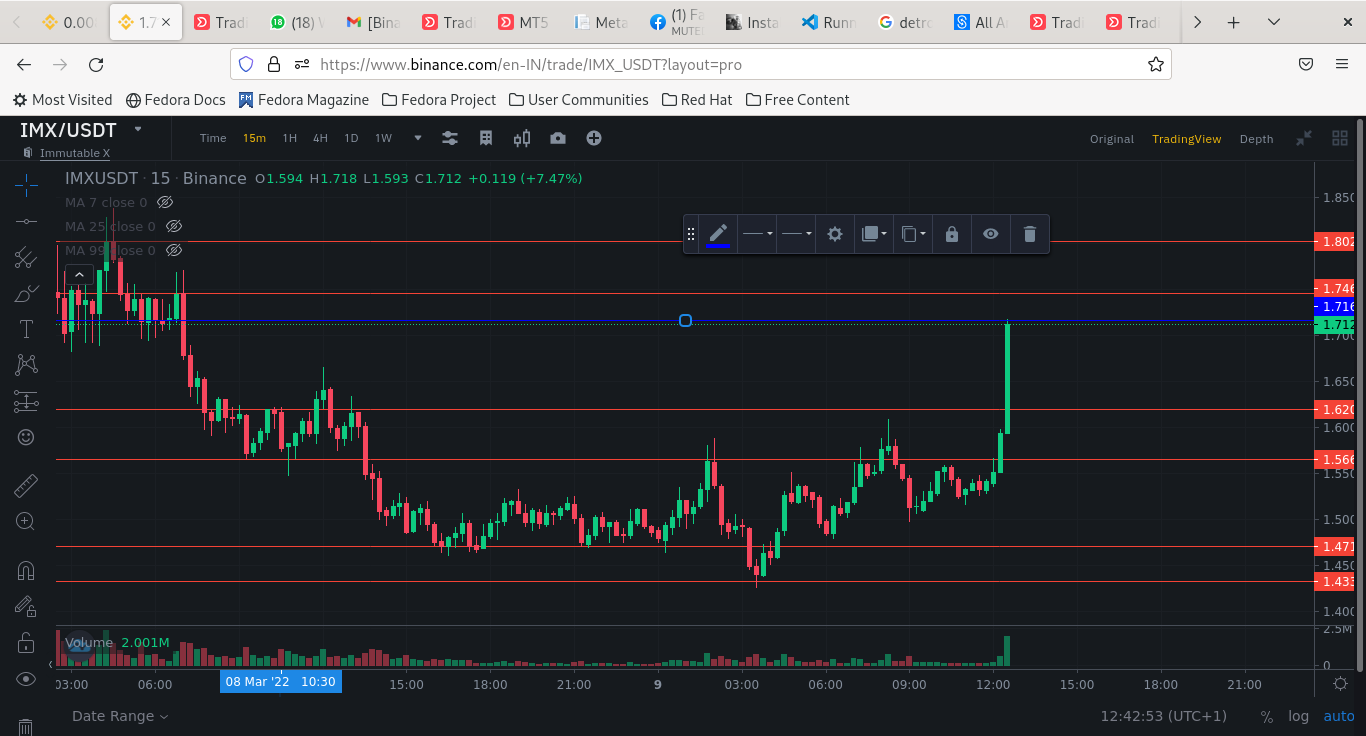 0.00
1.7
Tradi
(18) W
[Bina
Tradi
MT5
Meta
(1) Fa
MUTE
Insta
Runn
detro
All A
Tradi
Tradi
https://www.binance.com/en-IN/trade/IMX_USDT?layout=pro
Most Visited
Fedora Docs
Fedora Magazine
Fedora Project
User Communities
Red Hat
Free Content
IMX/USDT
Immutable X
Time 15m 1H 4H 1D 1W
Original TradingView Depth
IMXUSDT · 15 · Binance O1.594 H1.718 L1.593 C1.712 +0.119 (+7.47%)
MA 7 close 0
MA 25 close 0
MA 99 close 0
1.850
1.802
1.746
1.716
1.712
1.700
1.650
1.620
1.600
1.566
1.550
1.500
1.471
1.450
1.433
1.400
Volume 2.001M
2.5M
0
03:00 06:00 08 Mar '22 10:30 15:00 18:00 21:00 9 03:00 06:00 09:00 12:00 15:00 18:00 21:00
Date Range
12:42:53 (UTC+1) % log auto